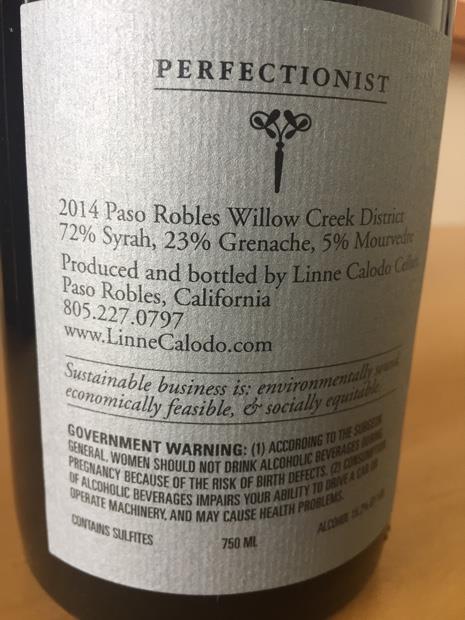 PERFECTIONIST
2014 Paso Robles Willow Creek District
72% Syrah, 23% Grenache, 5% Mourvedre
Produced and bottled by Linne Calodo Cellars
Paso Robles, California
805.227.0797
www.LinneCalodo.com
Sustainable business is: environmentally sound,
economically feasible, & socially equitable.
GOVERNMENT WARNING: (1) ACCORDING TO THE SURGEON
GENERAL, WOMEN SHOULD NOT DRINK ALCOHOLIC BEVERAGES DURING
PREGNANCY BECAUSE OF THE RISK OF BIRTH DEFECTS. (2) CONSUMPTION
OF ALCOHOLIC BEVERAGES IMPAIRS YOUR ABILITY TO DRIVE A CAR OR
OPERATE MACHINERY, AND MAY CAUSE HEALTH PROBLEMS.
CONTAINS SULFITES 750 ML ALCOHOL